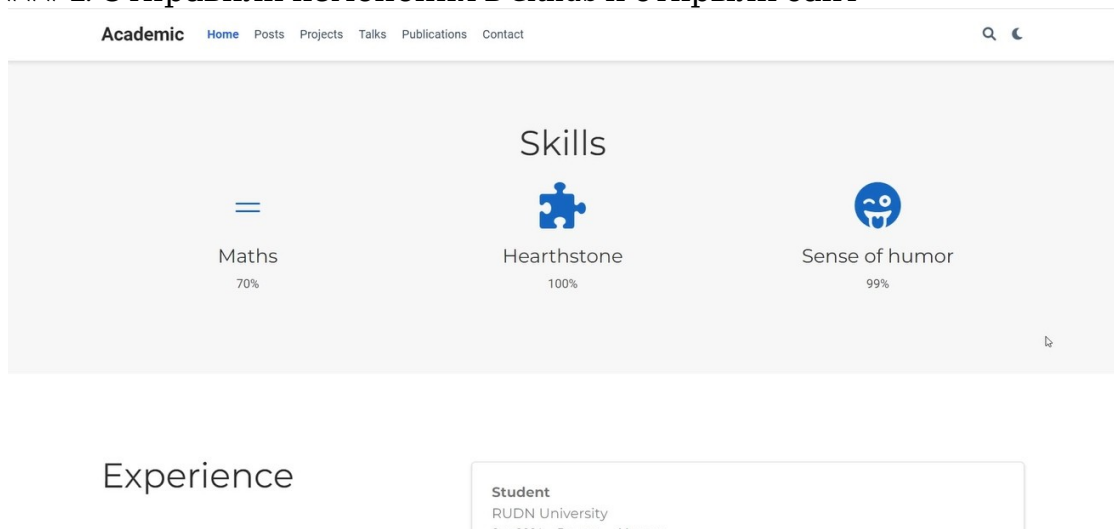 Academic Home Posts Projects Talks Publications Contact
Skills
Maths
Hearthstone
Sense of humor
70%
100%
99%
Experience
Student
RUDN University